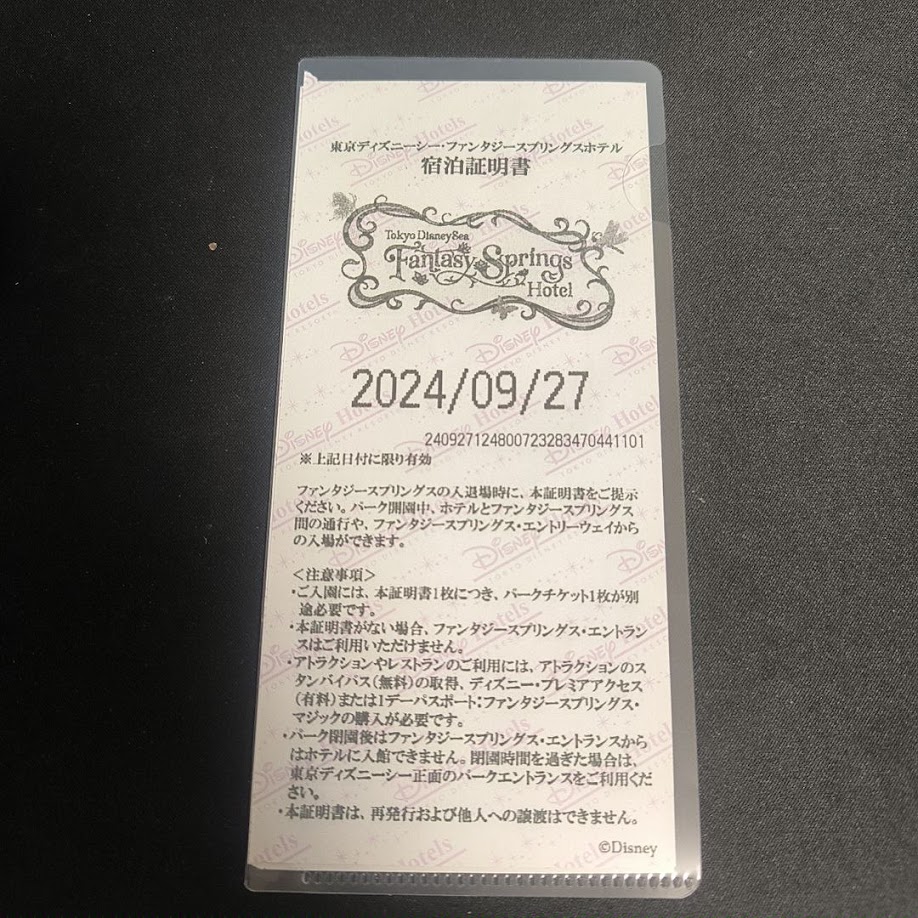 東京ディズニーシー・ファンタジースプリングスホテル
宿泊証明書
Tokyo DisneySea
Fantasy Springs
Hotel
2024/09/27
240927124800723283470441101
※上記日付に限り有効
ファンタジースプリングスの入退場時に、本証明書をご提示
ください。パーク開園中、ホテルとファンタジースプリングス
間の通行や、ファンタジースプリングス・エントリーウェイから
の入場ができます。
＜注意事項＞
・ご入園には、本証明書1枚につき、パークチケット1枚が別
途必要です。
・本証明書がない場合、ファンタジースプリングス・エントラン
スはご利用いただけません。
・アトラクションやレストランのご利用には、アトラクションのス
タンバイパス(無料)の取得、ディズニー・プレミアアクセス
(有料)または1デーパスポート：ファンタジースプリングス・
マジックの購入が必要です。
・パーク閉園後はファンタジースプリングス・エントランスから
はホテルに入館できません。閉園時間を過ぎた場合は、
東京ディズニーシー正面のパークエントランスをご利用くだ
さい。
・本証明書は、再発行および他人への譲渡はできません。
©Disney